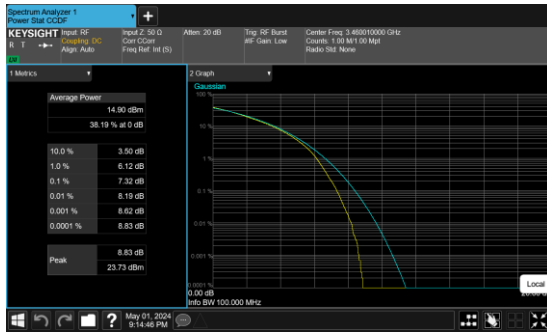 Spectrum Analyzer 1
Power Stat CCDF
+
KEYSIGHT
R T
Input: RF
Coupling: DC
Align: Auto
Input Z: 50 Ω
Corr CCorr
Freq Ref: Int (S)
Atten: 20 dB
Trig: RF Burst
#IF Gain: Low
Center Freq: 3.460010000 GHz
Counts: 1.00 M/1.00 Mpt
Radio Std: None
1 Metrics
Average Power
14.90 dBm
38.19 % at 0 dB
10.0 % 3.50 dB
1.0 % 6.12 dB
0.1 % 7.32 dB
0.01 % 8.19 dB
0.001 % 8.62 dB
0.0001 % 8.83 dB
Peak 8.83 dB
23.73 dBm
2 Graph
Gaussian
100 %
10 %
1 %
0.1 %
0.01 %
0.001 %
0.0001 %
0.00 dB
Info BW 100.000 MHz
Local
?
May 01, 2024
9:14:46 PM